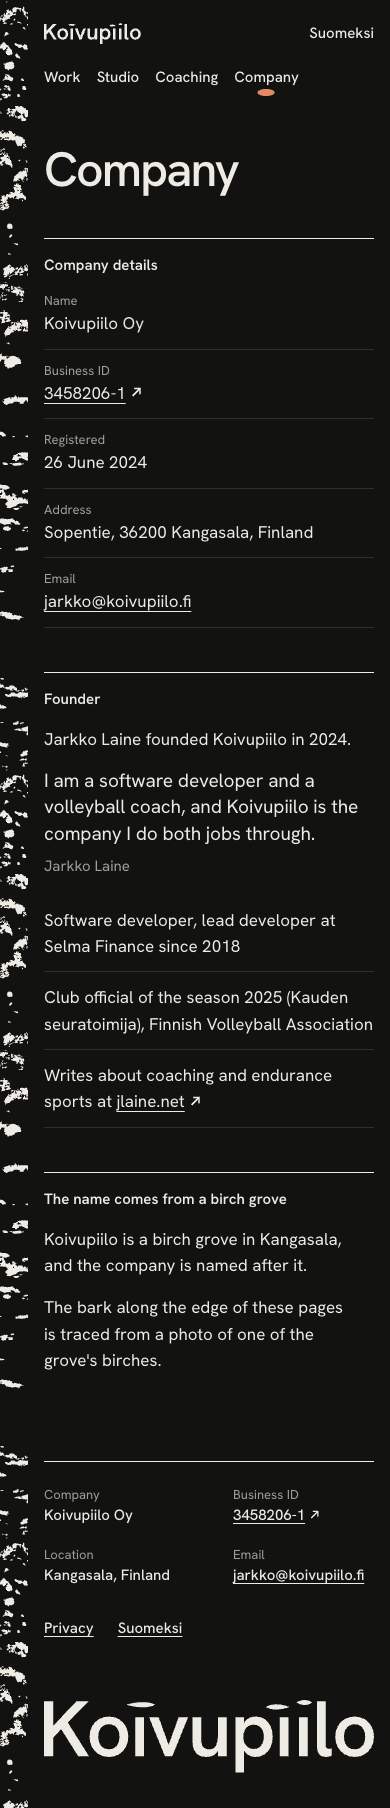 Koivupiilo
Suomeksi
Work Studio Coaching Company
Company
Company details
Name
Koivupiilo Oy
Business ID
3458206-1 ↗
Registered
26 June 2024
Address
Sopentie, 36200 Kangasala, Finland
Email
jarkko@koivupiilo.fi
Founder
Jarkko Laine founded Koivupiilo in 2024.
I am a software developer and a
volleyball coach, and Koivupiilo is the
company I do both jobs through.
Jarkko Laine
Software developer, lead developer at
Selma Finance since 2018
Club official of the season 2025 (Kauden
seuratoimija), Finnish Volleyball Association
Writes about coaching and endurance
sports at jlaine.net ↗
The name comes from a birch grove
Koivupiilo is a birch grove in Kangasala,
and the company is named after it.
The bark along the edge of these pages
is traced from a photo of one of the
grove's birches.
Company
Koivupiilo Oy
Business ID
3458206-1 ↗
Location
Kangasala, Finland
Email
jarkko@koivupiilo.fi
Privacy Suomeksi
Koivupiilo